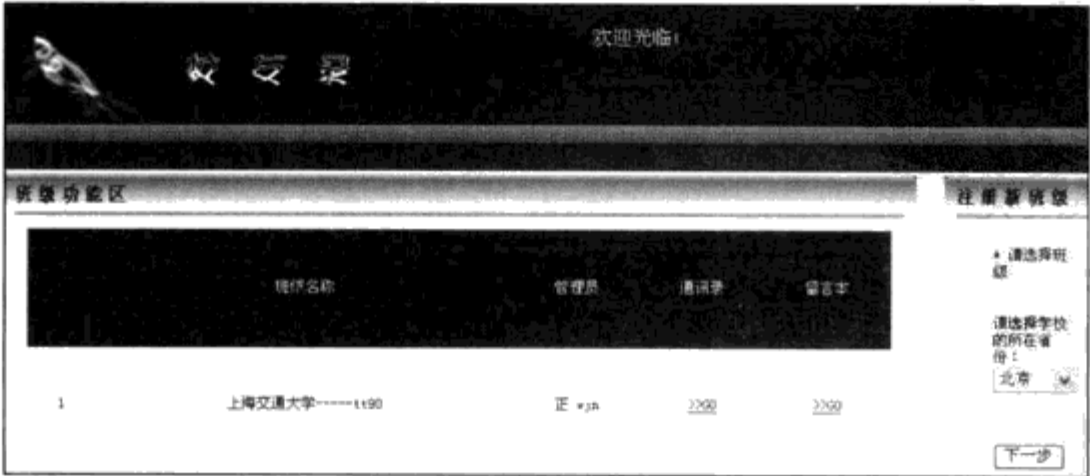 欢迎光临!
班级功能区
注册新班级
班级名称 管理员 通讯录 留言本
1 上海交通大学-----tt90 正 wjn >>GO >>GO
* 请选择班
级
请选择学校
的所在省
份：
北京
下一步